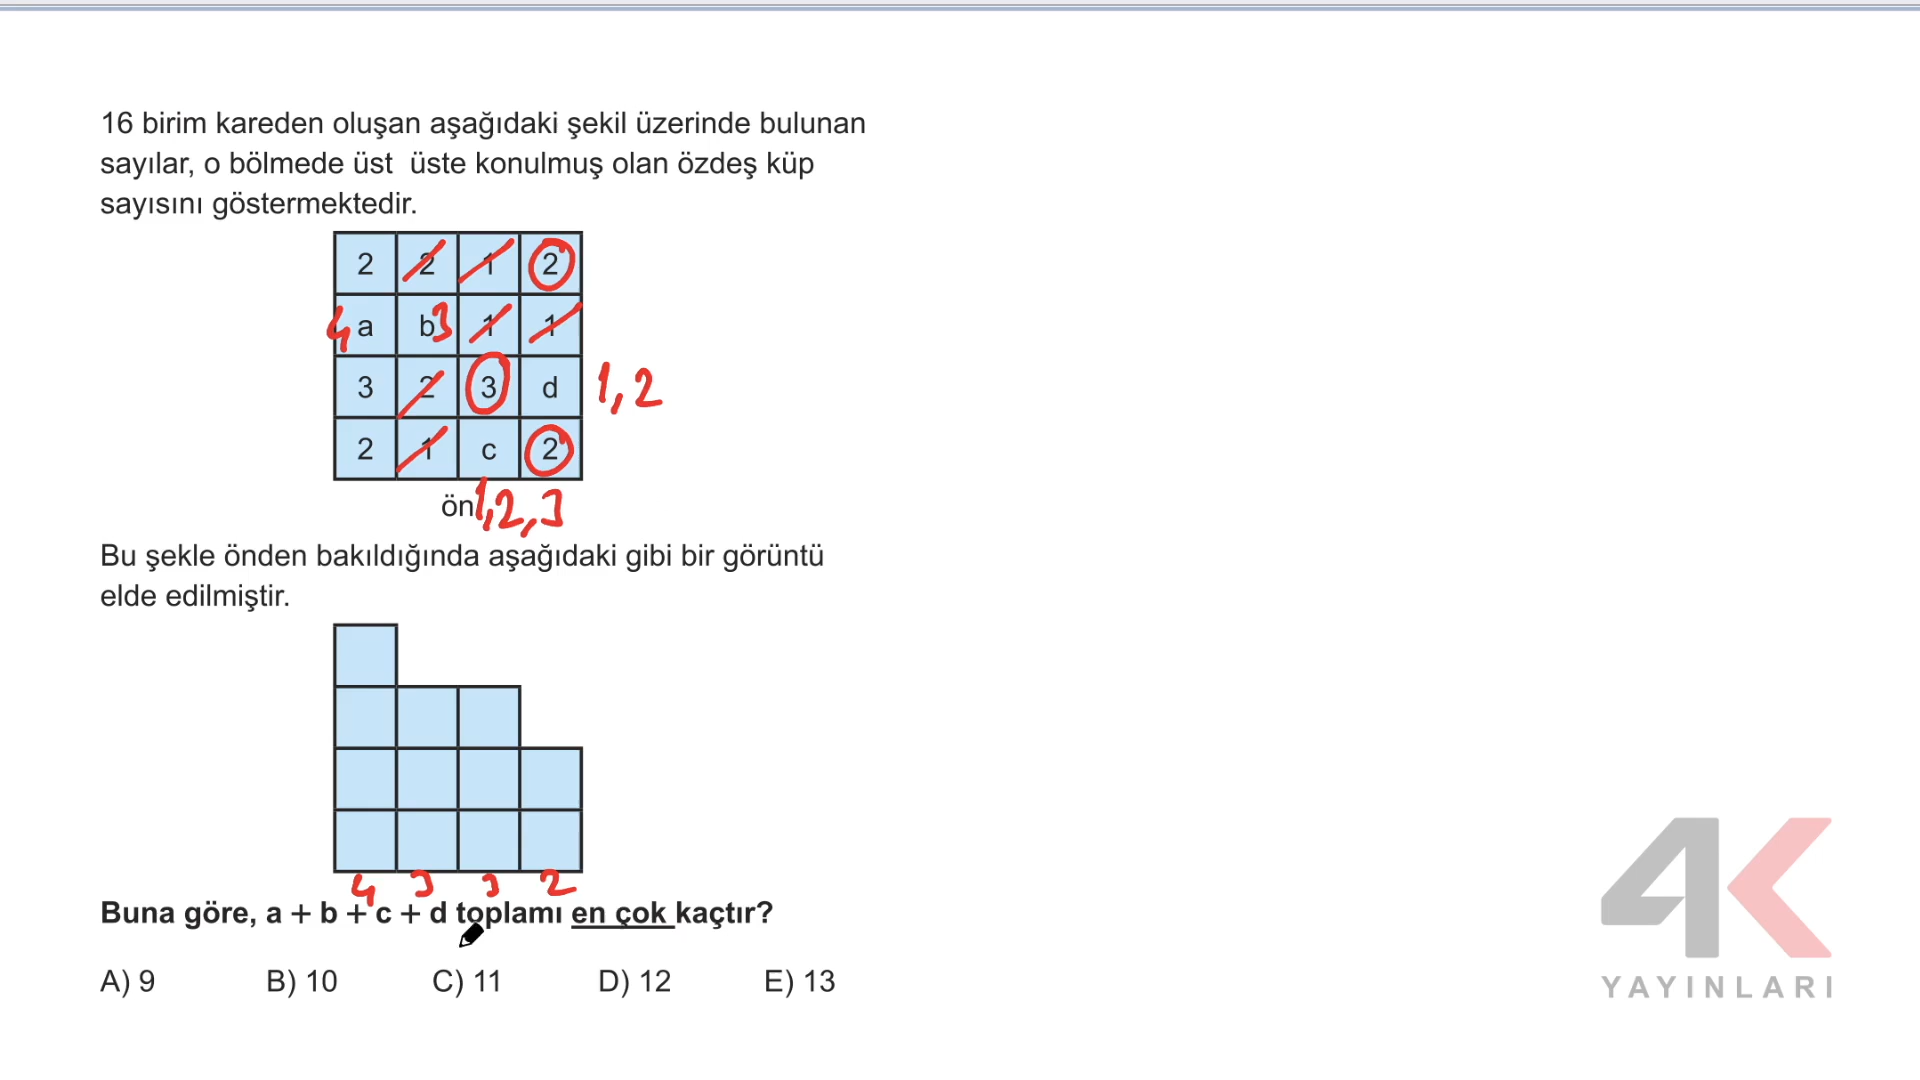 16 birim kareden oluşan aşağıdaki şekil üzerinde bulunan
sayılar, o bölmede üst  üste konulmuş olan özdeş küp
sayısını göstermektedir.
2 2 1 2
4 a b 3 1 1
3 2 3 d 1, 2
2 1 c 2
ön 1, 2, 3
Bu şekle önden bakıldığında aşağıdaki gibi bir görüntü
elde edilmiştir.
4 3 3 2
Buna göre, a + b + c + d toplamı en çok kaçtır?
A) 9 B) 10 C) 11 D) 12 E) 13
4K
YAYINLARI